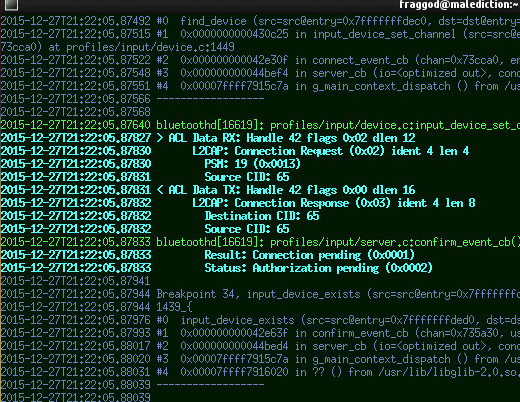 fraggod@malediction:~
2015-12-27T21:22:05.87492 #0  find_device (src=src@entry=0x7fffffffdec0, dst=dst@entry=
2015-12-27T21:22:05.87515 #1  0x0000000000430c25 in input_device_set_channel (src=src@entry
73cca0) at profiles/input/device.c:1449
2015-12-27T21:22:05.87522 #2  0x000000000042e30f in connect_event_cb (chan=0x73cca0, er
2015-12-27T21:22:05.87548 #3  0x000000000044bef4 in server_cb (io=<optimized out>, cond
2015-12-27T21:22:05.87551 #4  0x00007ffff7915c7a in g_main_context_dispatch () from /us
2015-12-27T21:22:05.87566 ------------------
2015-12-27T21:22:05.87568
2015-12-27T21:22:05.87640 bluetoothd[16619]: profiles/input/device.c:input_device_set_c
2015-12-27T21:22:05.87827 > ACL Data RX: Handle 42 flags 0x02 dlen 12
2015-12-27T21:22:05.87830       L2CAP: Connection Request (0x02) ident 4 len 4
2015-12-27T21:22:05.87830         PSM: 19 (0x0013)
2015-12-27T21:22:05.87831         Source CID: 65
2015-12-27T21:22:05.87831 < ACL Data TX: Handle 42 flags 0x00 dlen 16
2015-12-27T21:22:05.87832       L2CAP: Connection Response (0x03) ident 4 len 8
2015-12-27T21:22:05.87832         Destination CID: 65
2015-12-27T21:22:05.87832         Source CID: 65
2015-12-27T21:22:05.87833 bluetoothd[16619]: profiles/input/server.c:confirm_event_cb()
2015-12-27T21:22:05.87833         Result: Connection pending (0x0001)
2015-12-27T21:22:05.87833         Status: Authorization pending (0x0002)
2015-12-27T21:22:05.87941
2015-12-27T21:22:05.87944 Breakpoint 34, input_device_exists (src=src@entry=0x7fffffffd
2015-12-27T21:22:05.87944 1439_{
2015-12-27T21:22:05.87976 #0  input_device_exists (src=src@entry=0x7fffffffded0, dst=ds
2015-12-27T21:22:05.87993 #1  0x000000000042e63f in confirm_event_cb (chan=0x735a30, us
2015-12-27T21:22:05.88017 #2  0x000000000044bed4 in server_cb (io=<optimized out>, cond
2015-12-27T21:22:05.88020 #3  0x00007ffff7915c7a in g_main_context_dispatch () from /us
2015-12-27T21:22:05.88031 #4  0x00007ffff7916020 in ?? () from /usr/lib/libglib-2.0.so.
2015-12-27T21:22:05.88039 ------------------
2015-12-27T21:22:05.88039